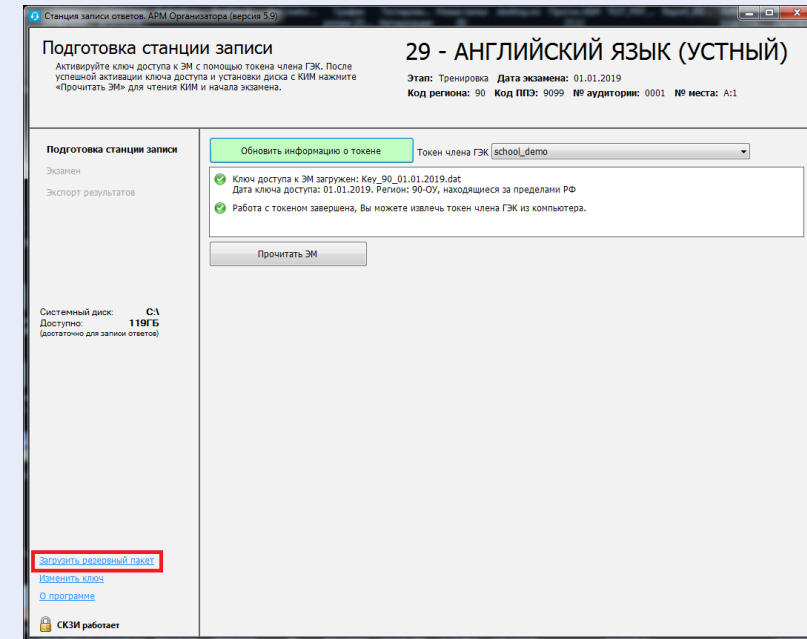 Станция записи ответов. АРМ Организатора (версия 5.9)
Подготовка станции записи
Активируйте ключ доступа к ЭМ с помощью токена члена ГЭК. После
успешной активации ключа доступа и установки диска с КИМ нажмите
«Прочитать ЭМ» для чтения КИМ и начала экзамена.
29 - АНГЛИЙСКИЙ ЯЗЫК (УСТНЫЙ)
Этап: Тренировка Дата экзамена: 01.01.2019
Код региона: 90 Код ППЭ: 9099 № аудитории: 0001 № места: А:1
Подготовка станции записи
Экзамен
Экспорт результатов
Системный диск: C:\
Доступно: 119ГБ
(достаточно для записи ответов)
Обновить информацию о токене
Токен члена ГЭК school_demo
Ключ доступа к ЭМ загружен: Key_90_01.01.2019.dat
Дата ключа доступа: 01.01.2019. Регион: 90-ОУ, находящиеся за пределами РФ
Работа с токеном завершена, Вы можете извлечь токен члена ГЭК из компьютера.
Прочитать ЭМ
Загрузить резервный пакет
Изменить ключ
О программе
СКЗИ работает